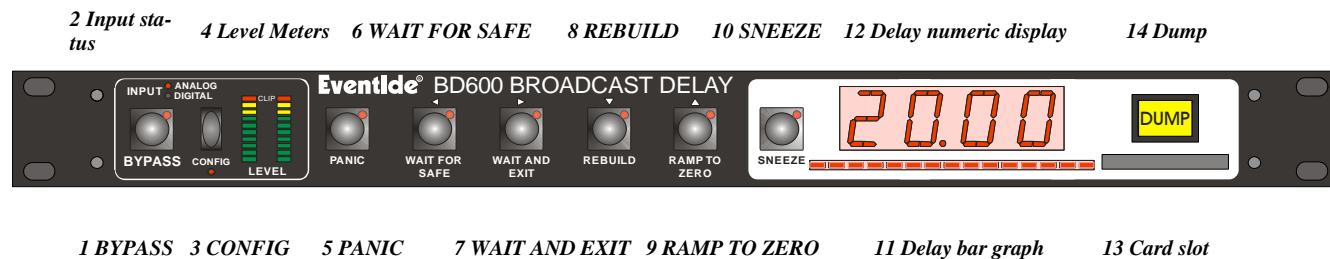 2 Input sta-
tus
4 Level Meters
6 WAIT FOR SAFE
8 REBUILD
10 SNEEZE
12 Delay numeric display
14 Dump
INPUT
ANALOG
DIGITAL
CLIP
BYPASS
CONFIG
LEVEL
Eventide® BD600 BROADCAST DELAY
PANIC
WAIT FOR
SAFE
WAIT AND
EXIT
REBUILD
RAMP TO
ZERO
SNEEZE
20.00
DUMP
1 BYPASS
3 CONFIG
5 PANIC
7 WAIT AND EXIT
9 RAMP TO ZERO
11 Delay bar graph
13 Card slot